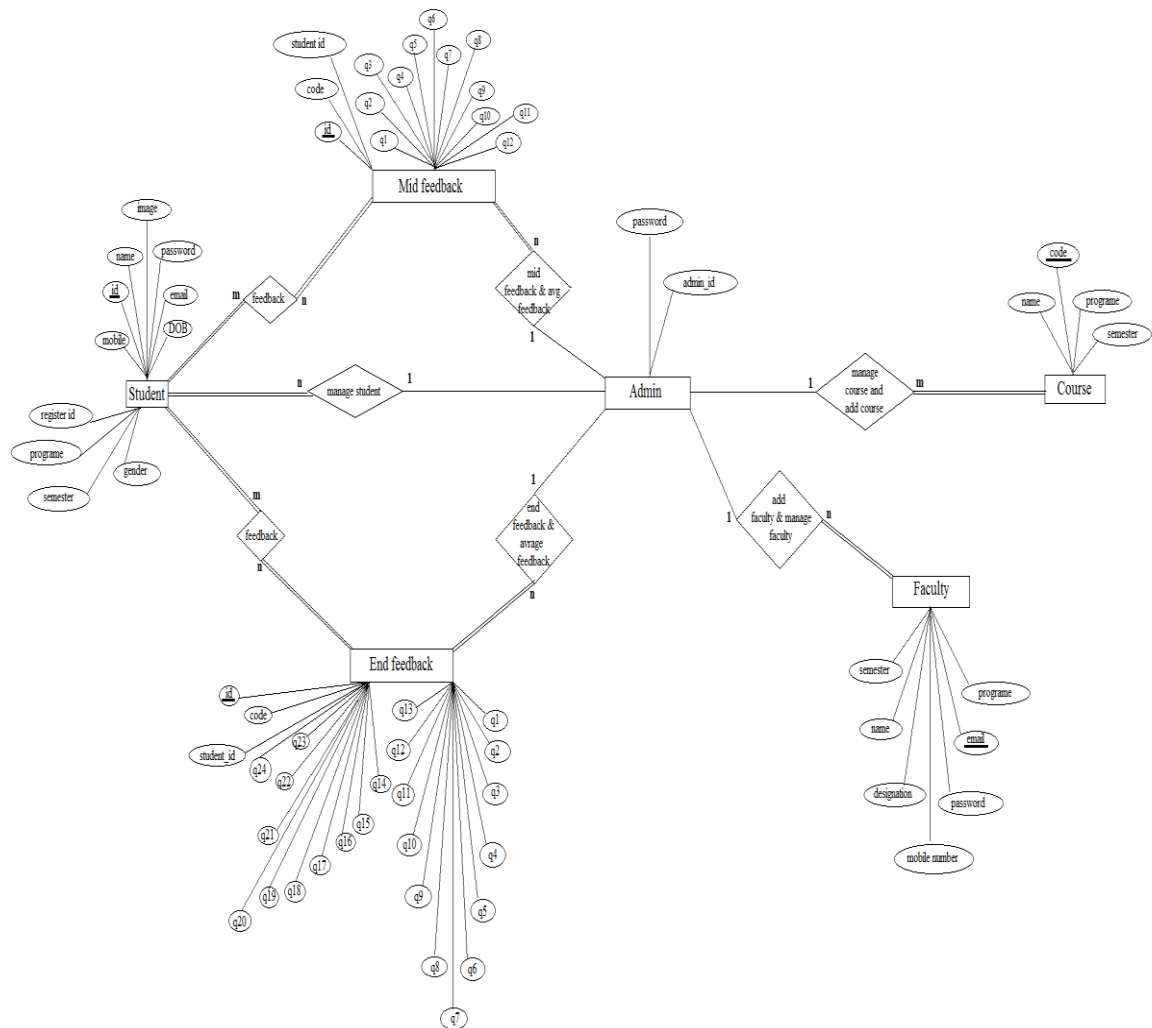 q6
student id
q5
q8
q3
q7
q4
code
q9
q2
q10
q11
id
q1
q12
Mid feedback
image
password
n
name
password
code
mid
feedback & avg
feedback
admin_id
id
email
m
feedback
n
name
programe
mobile
DOB
1
semester
Student
n
manage student
1
Admin
1
manage
course and
add course
m
Course
register id
programe
gender
semester
m
1
add
faculty & manage
faculty
1
n
feedback
end
feedback &
avrage
feedback
n
n
Faculty
End feedback
semester
id
code
q13
q1
programe
name
student_id
q23
q12
q2
email
q24
q22
q14
q11
q3
designation
password
q21
q15
q16
q10
q4
mobile number
q17
q18
q19
q9
q20
q5
q8
q6
q7